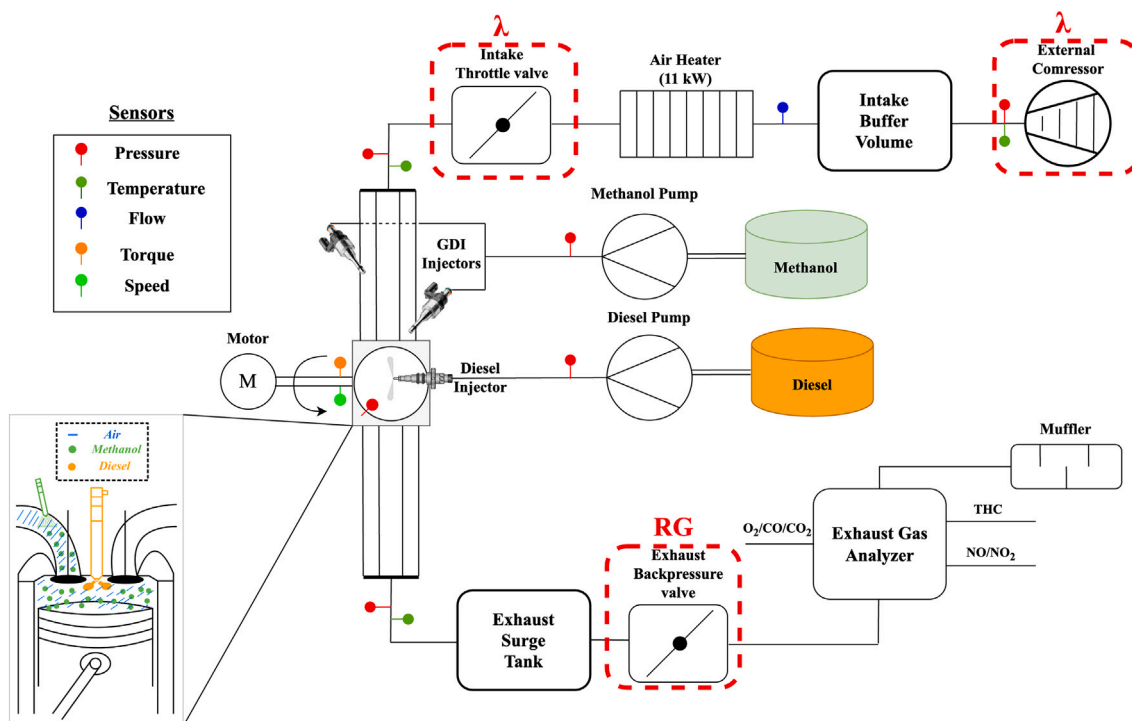 λ
λ
Intake
Throttle valve
Air Heater
(11 kW)
External
Comressor
Intake
Buffer
Volume
Sensors
Pressure
Temperature
Flow
Torque
Speed
Methanol Pump
GDI
Injectors
Methanol
Diesel Pump
Motor
M
Diesel
Injector
Diesel
Air
Methanol
Diesel
Muffler
RG
O2/CO/CO2
THC
Exhaust Gas
Analyzer
NO/NO2
Exhaust
Backpressure
valve
Exhaust
Surge
Tank